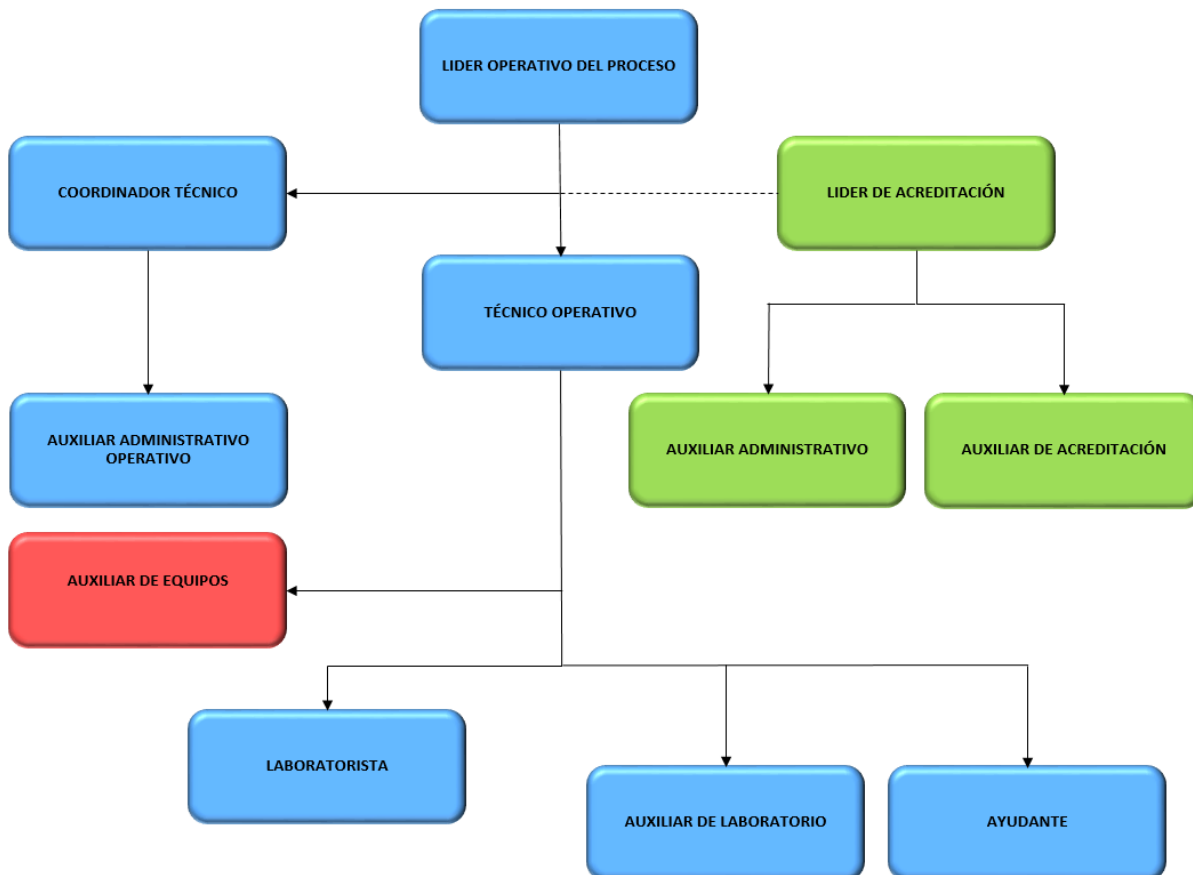 LIDER OPERATIVO DEL PROCESO
COORDINADOR TÉCNICO
LIDER DE ACREDITACIÓN
TÉCNICO OPERATIVO
AUXILIAR ADMINISTRATIVO
OPERATIVO
AUXILIAR ADMINISTRATIVO
AUXILIAR DE ACREDITACIÓN
AUXILIAR DE EQUIPOS
LABORATORISTA
AUXILIAR DE LABORATORIO
AYUDANTE